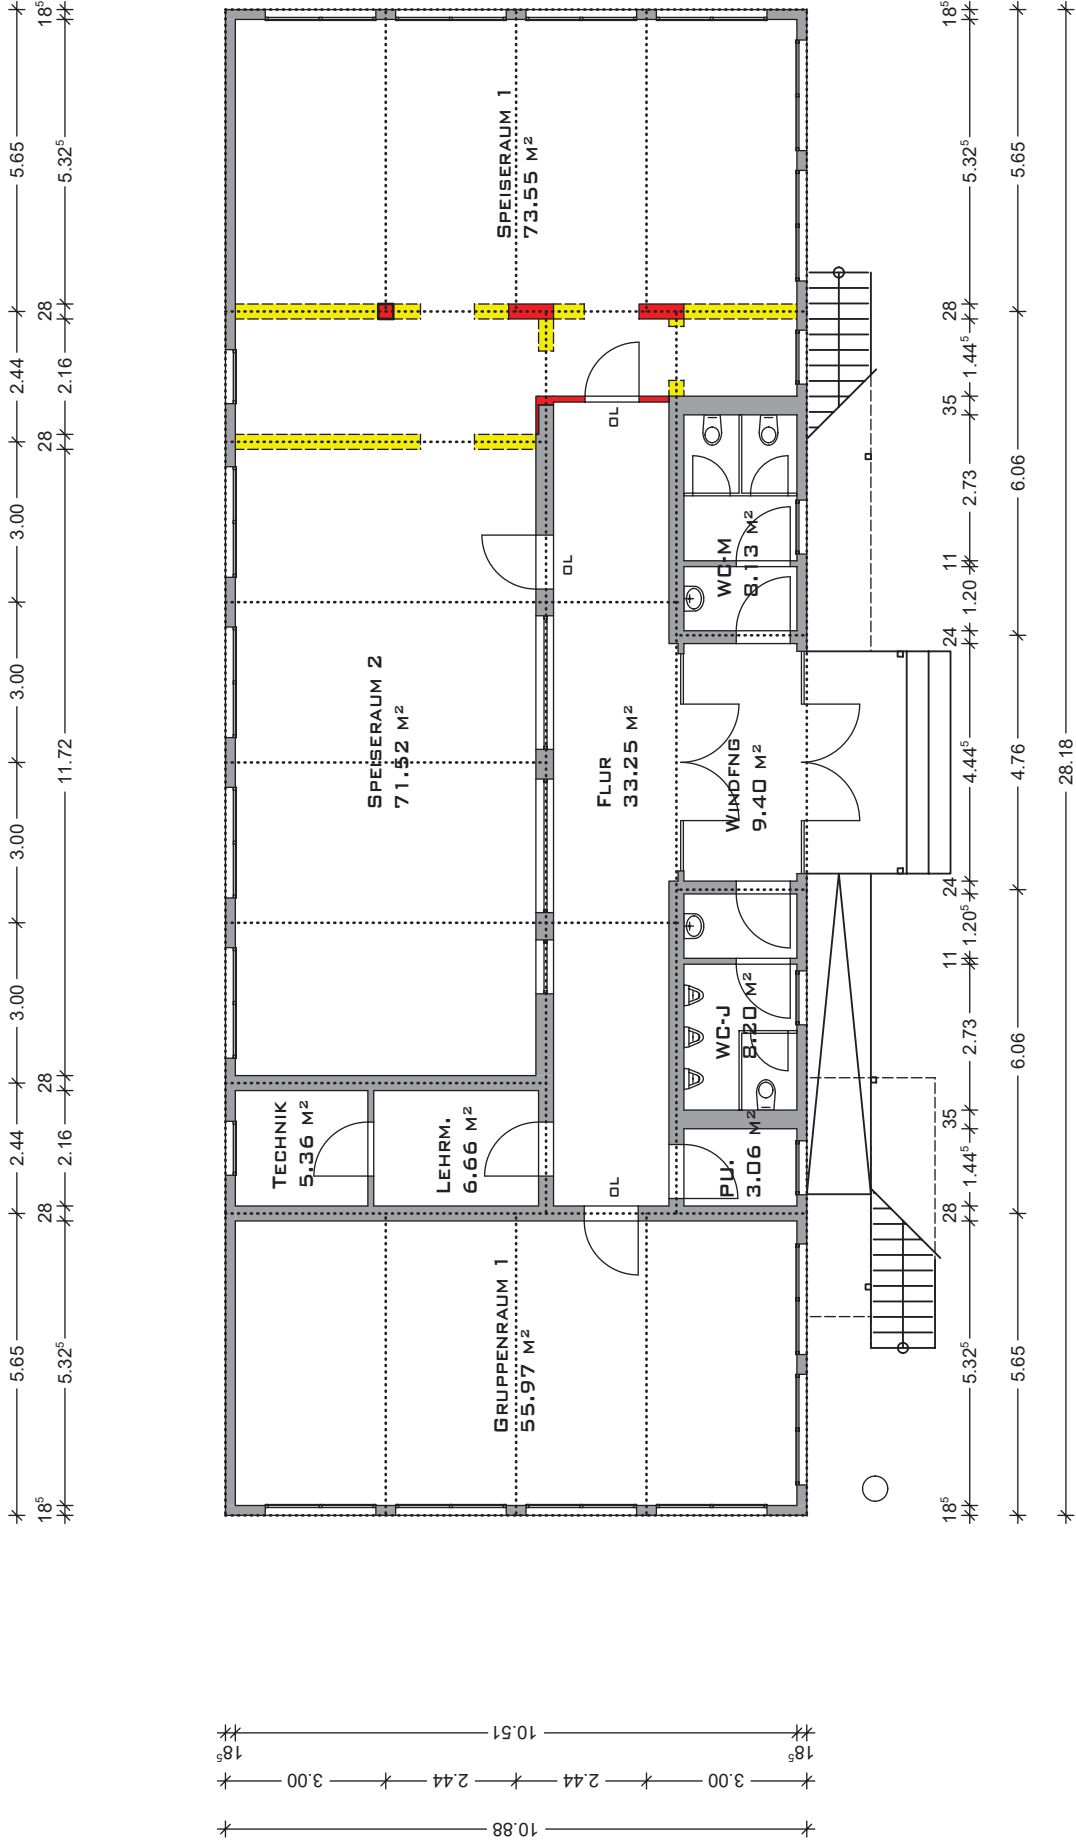 18⁵
5.65
2.44
3.00
3.00
3.00
3.00
2.44
5.65
18⁵
5.32⁵
28
2.16
28
11.72
28
2.16
28
5.32⁵
18⁵
SPEISERAUM 1
73.55 M²
SPEISERAUM 2
71.52 M²
FLUR
33.25 M²
WINDFNG
9.40 M²
WC-M
8.13 M²
WC-J
8.20 M²
PU.
3.06 M²
TECHNIK
5.36 M²
LEHRM.
6.66 M²
GRUPPENRAUM 1
55.97 M²
OL
OL
OL
18⁵
5.32⁵
28
1.44⁵
35
2.73
11
1.20
24
4.44⁵
24
1.20⁵
11
2.73
35
1.44⁵
28
5.32⁵
18⁵
5.65
6.06
4.76
6.06
5.65
28.18
18⁵
10.51
18⁵
3.00
2.44
2.44
3.00
10.88